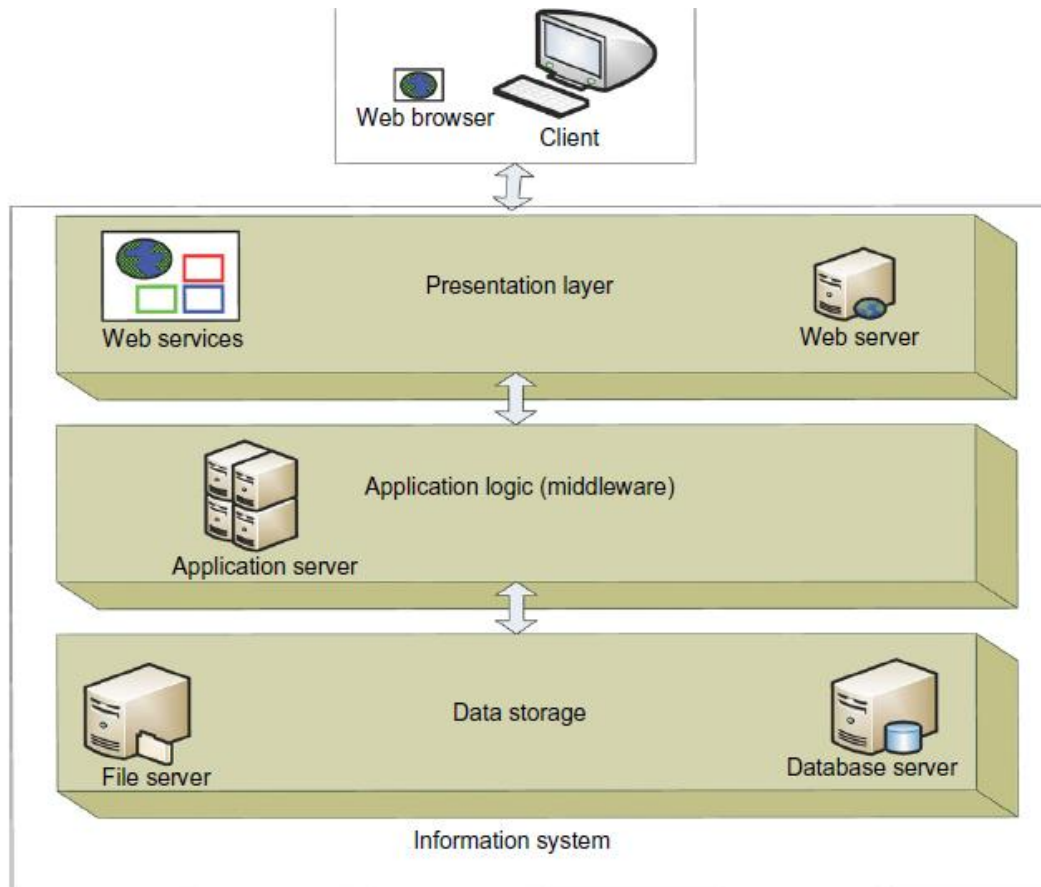 Web browser
Client
Presentation layer
Web services
Web server
Application logic (middleware)
Application server
Data storage
File server
Database server
Information system